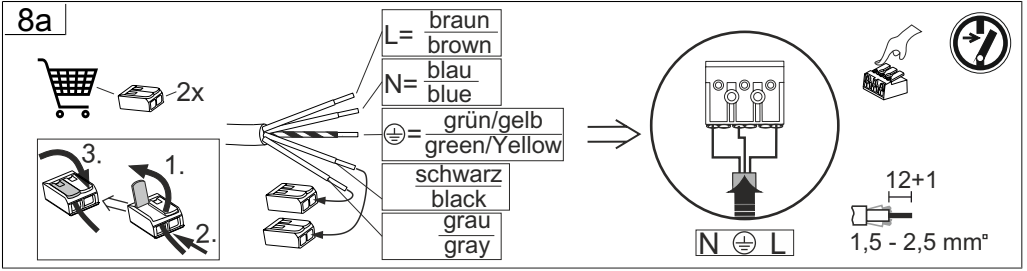 8a
2x
3.
1.
2.
L= braun
brown
N= blau
blue
= grün/gelb
green/Yellow
schwarz
black
grau
gray
N L
12+1
1,5 - 2,5 mm²